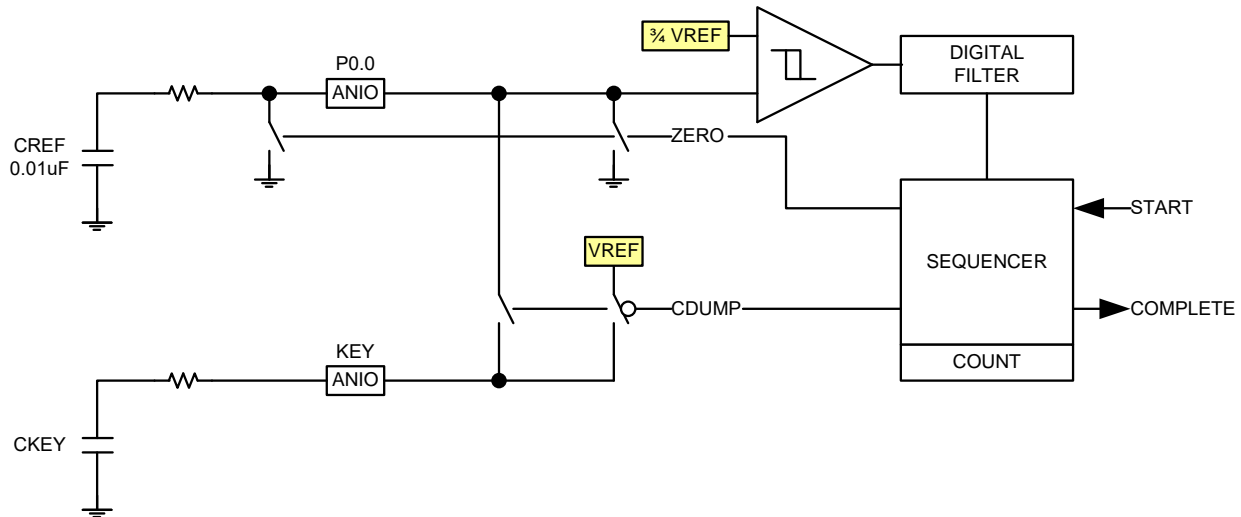 ¾ VREF
DIGITAL
FILTER
P0.0
ANIO
CREF
0.01uF
ZERO
START
VREF
SEQUENCER
CDUMP
COMPLETE
KEY
ANIO
COUNT
CKEY